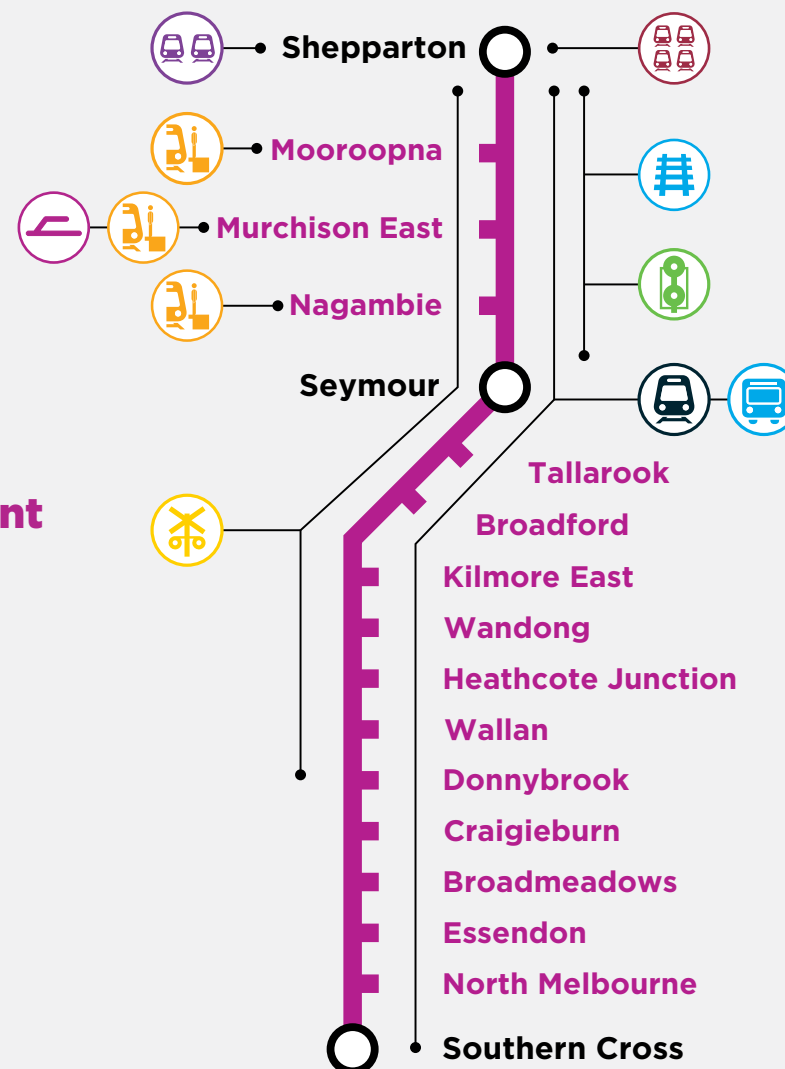 Shepparton
Mooroopna
Murchison East
Nagambie
Seymour
Tallarook
nt
Broadford
Kilmore East
Wandong
Heathcote Junction
Wallan
Donnybrook
Craigieburn
Broadmeadows
Essendon
North Melbourne
Southern Cross